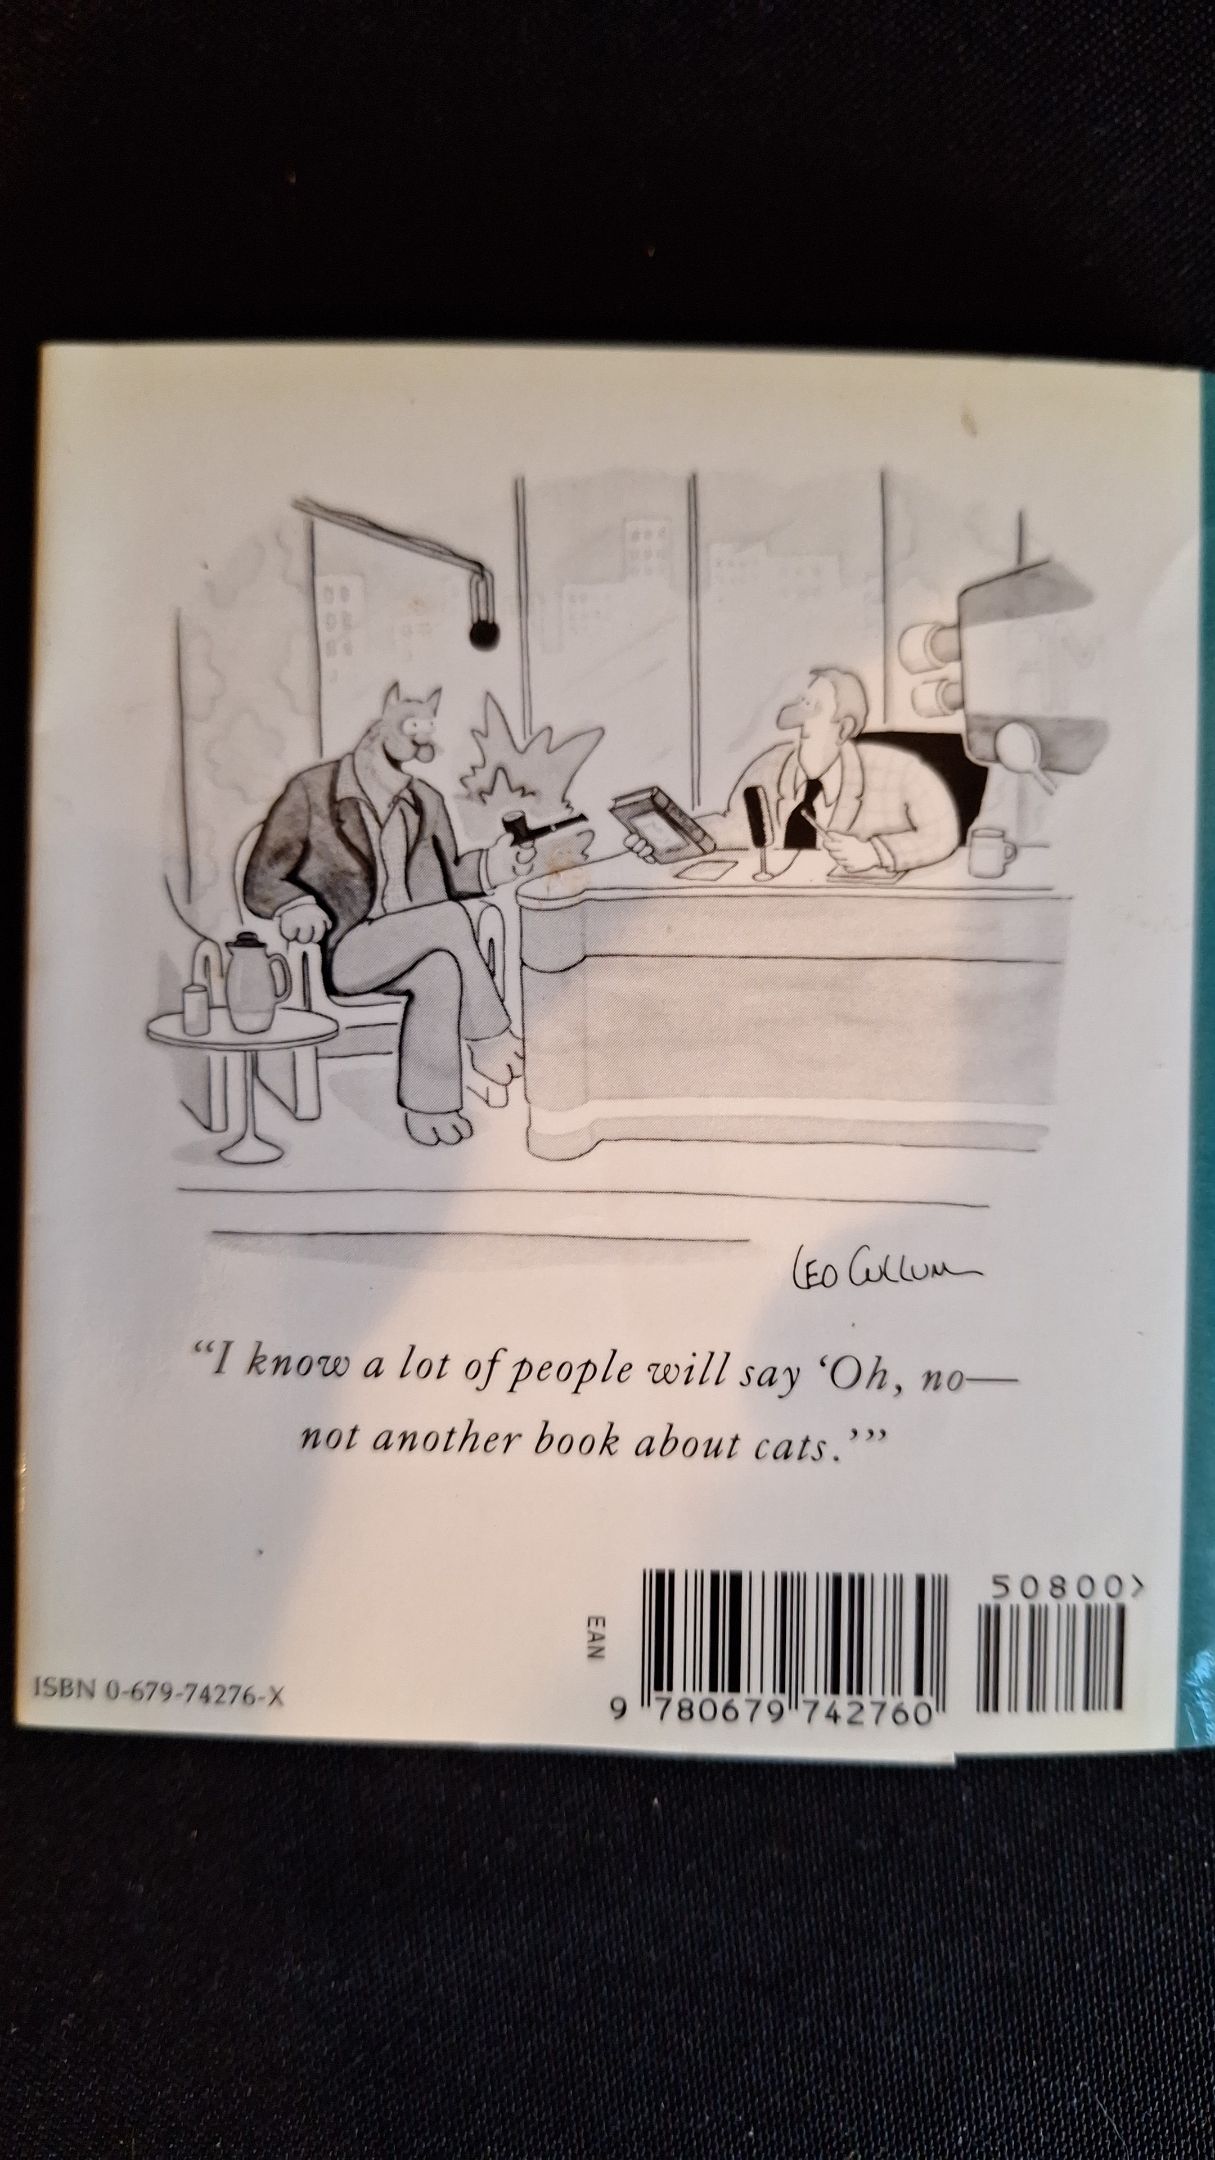 LEO CULLUM
“I know a lot of people will say ‘Oh, no—
not another book about cats.’”
50800>
EAN
ISBN 0-679-74276-X
9 780679 742760